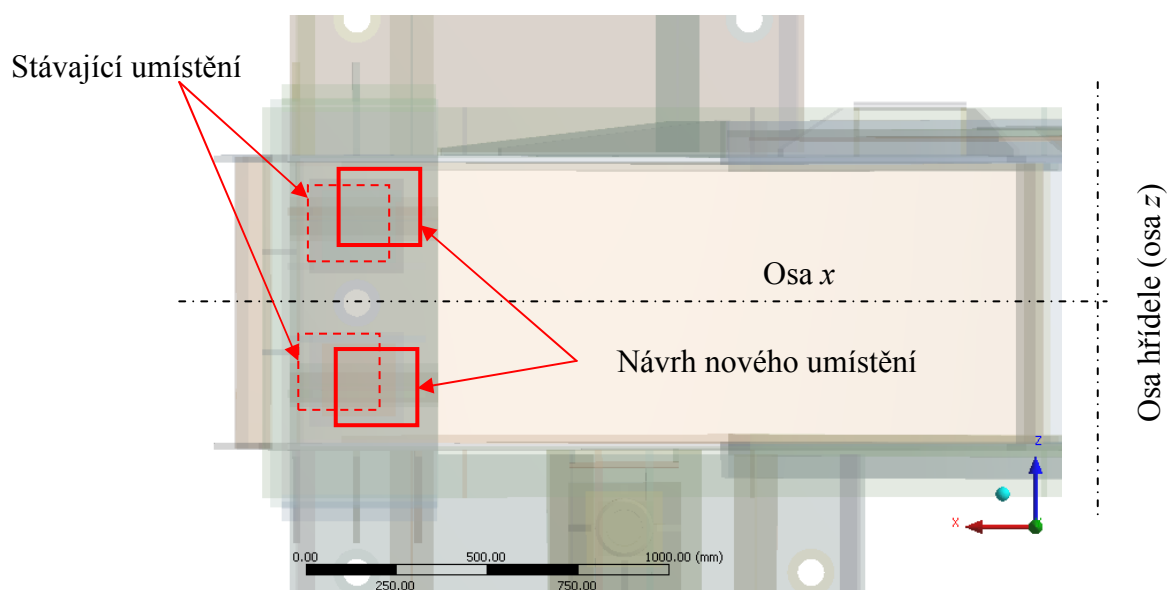 Stávající umístění
Osa x
Návrh nového umístění
Osa hřídele (osa z)
Z
X
0.00 500.00 1000.00 (mm)
250.00 750.00